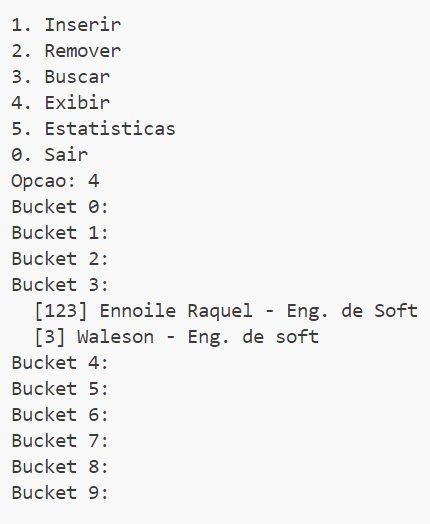 1. Inserir
2. Remover
3. Buscar
4. Exibir
5. Estatisticas
0. Sair
Opcao: 4
Bucket 0:
Bucket 1:
Bucket 2:
Bucket 3:
  [123] Ennoile Raquel - Eng. de Soft
  [3] Waleson - Eng. de soft
Bucket 4:
Bucket 5:
Bucket 6:
Bucket 7:
Bucket 8:
Bucket 9: